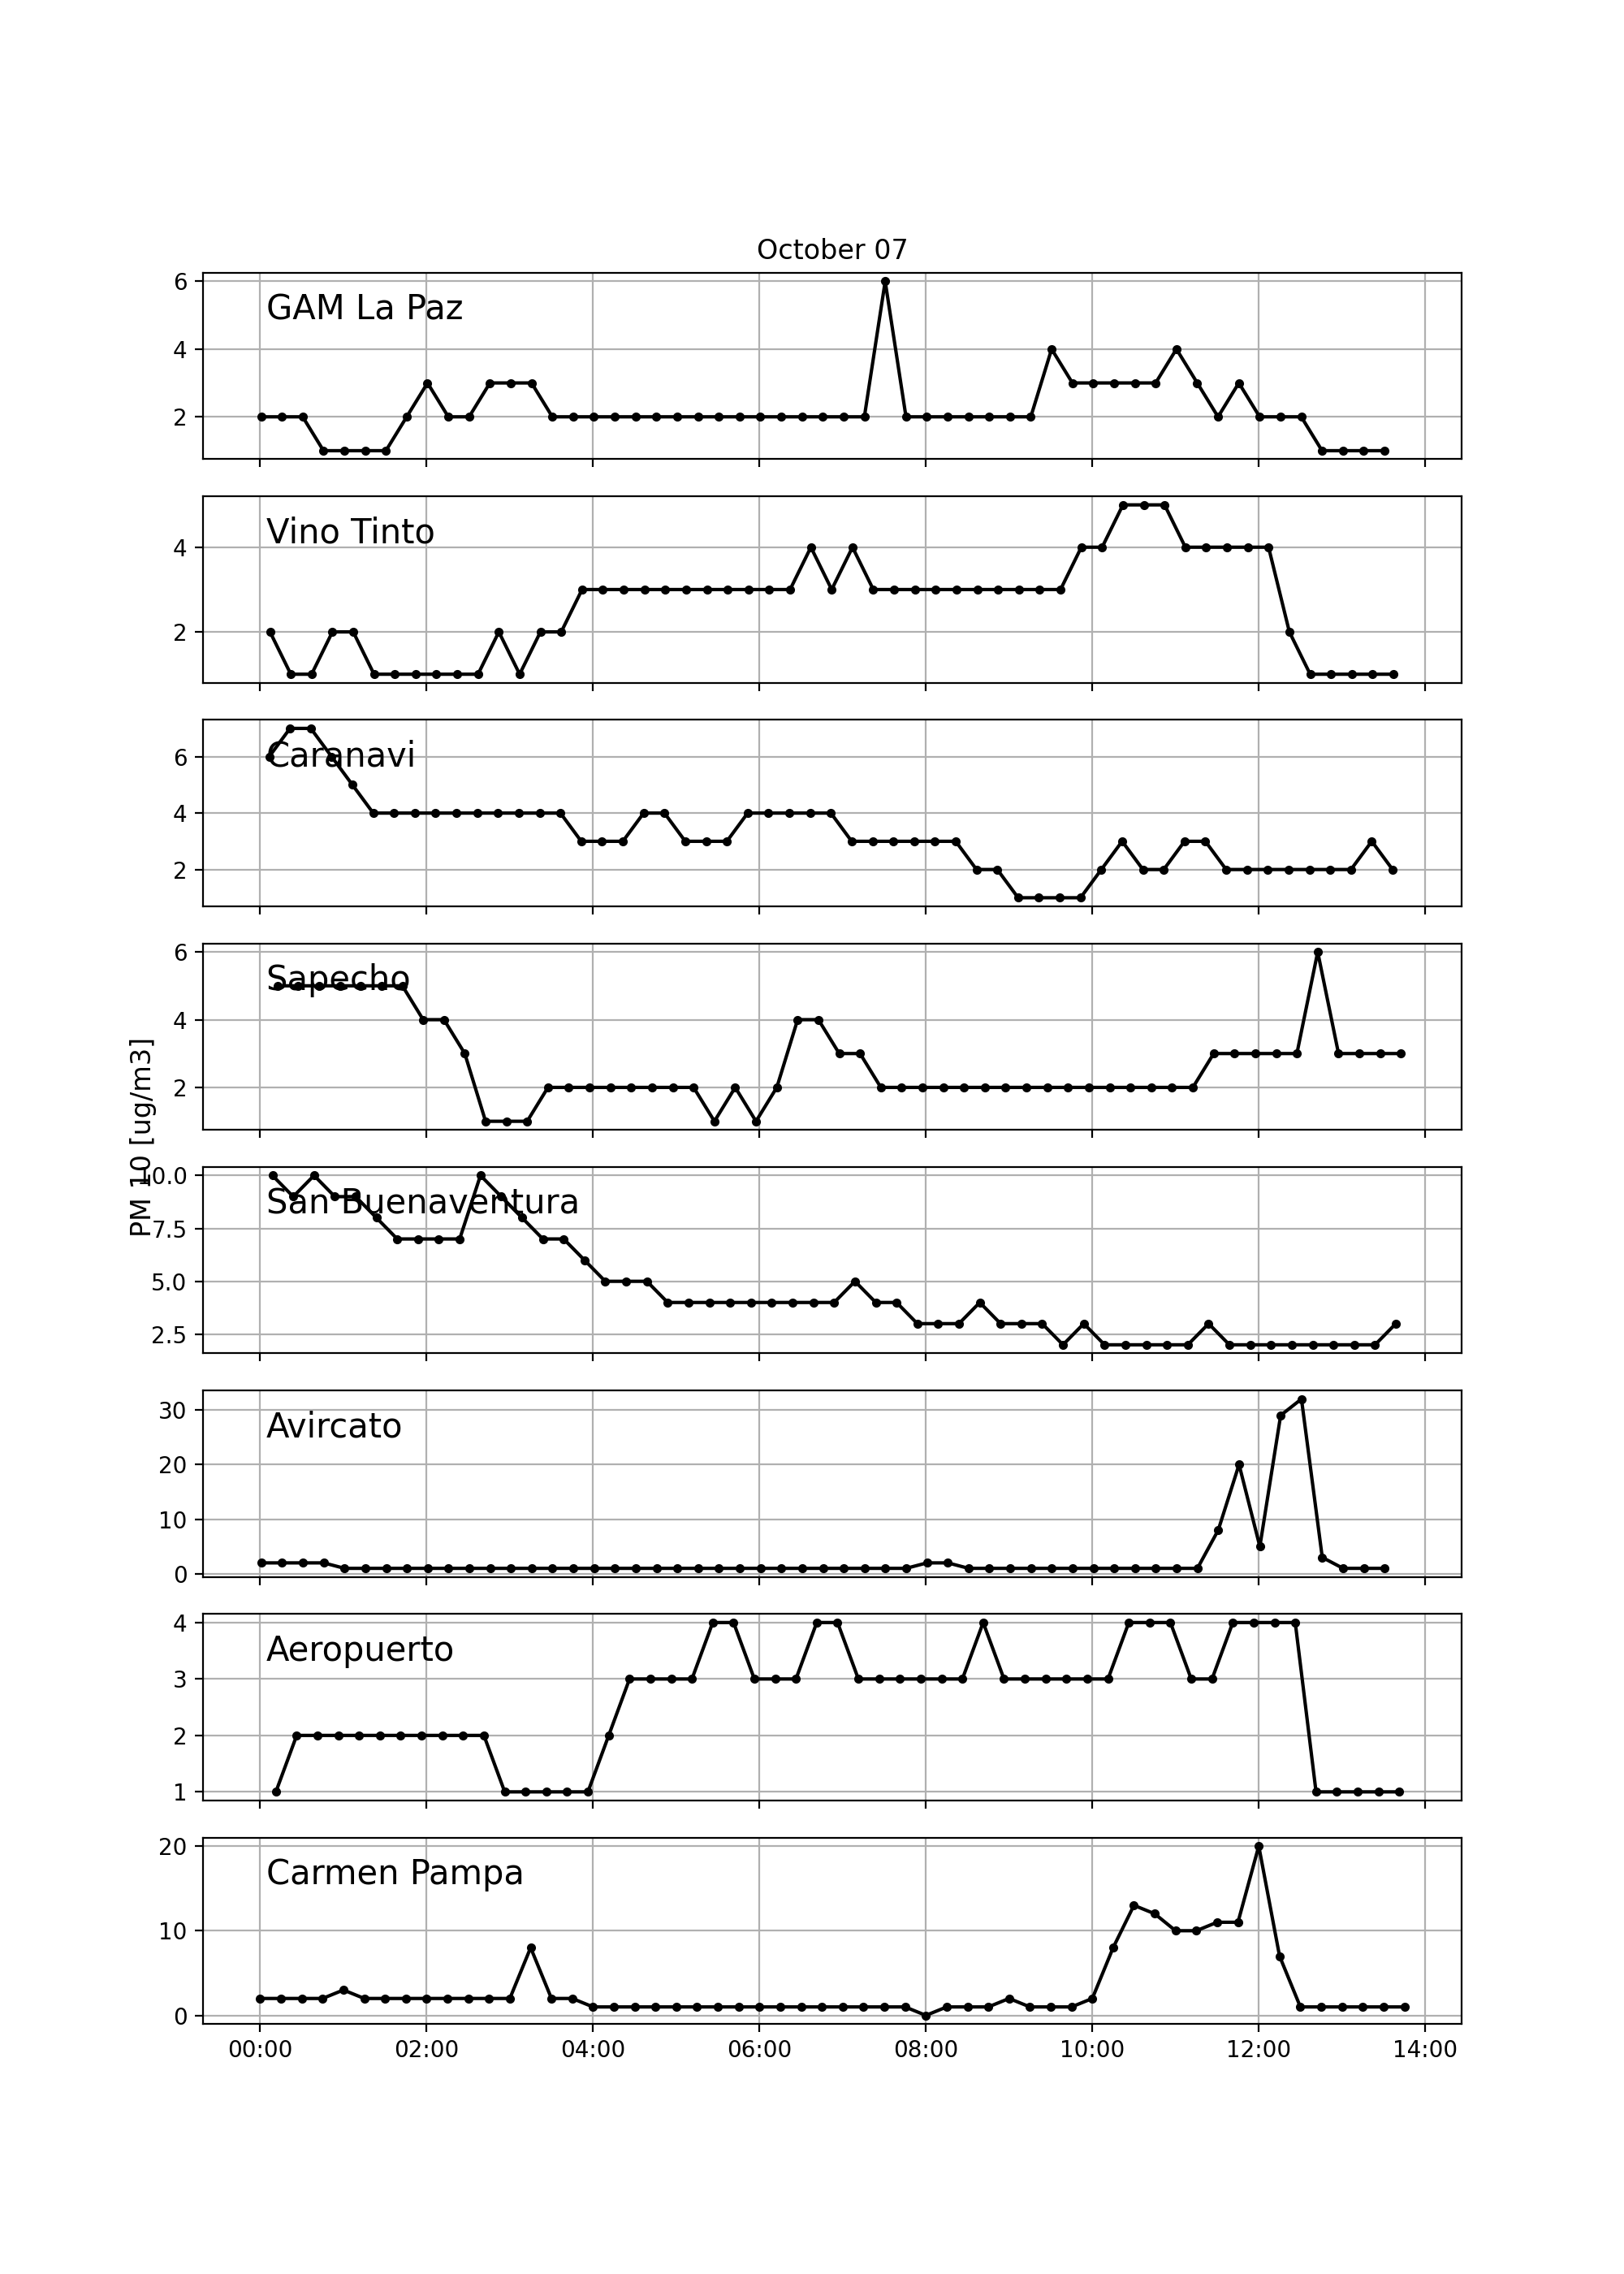 October 07
6
GAM La Paz
4
2
Vino Tinto
4
2
Caranavi
6
4
2
6
Sapecho
4
2
PM 10 [ug/m3]
10.0
San Buenaventura
7.5
5.0
2.5
30
Avircato
20
10
0
4
Aeropuerto
3
2
1
20
Carmen Pampa
10
0
00:00 02:00 04:00 06:00 08:00 10:00 12:00 14:00